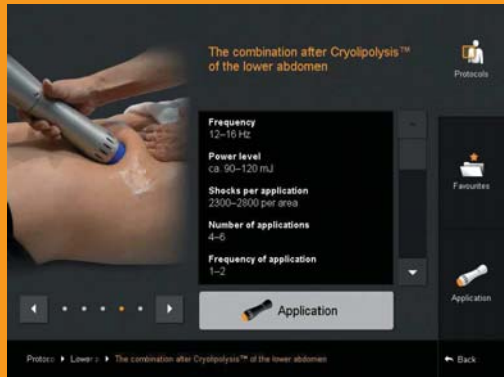 The combination after Cryolipolysis™
of the lower abdomen
Protocols
Frequency
12–16 Hz
Power level
ca. 90–120 mJ
Shocks per application
2300–2800 per area
Number of applications
4–6
Frequency of application
1–2
Favourites
Application
Application
Protoco Lower The combination after Cryolipolysis™ of the lower abdomen
Back